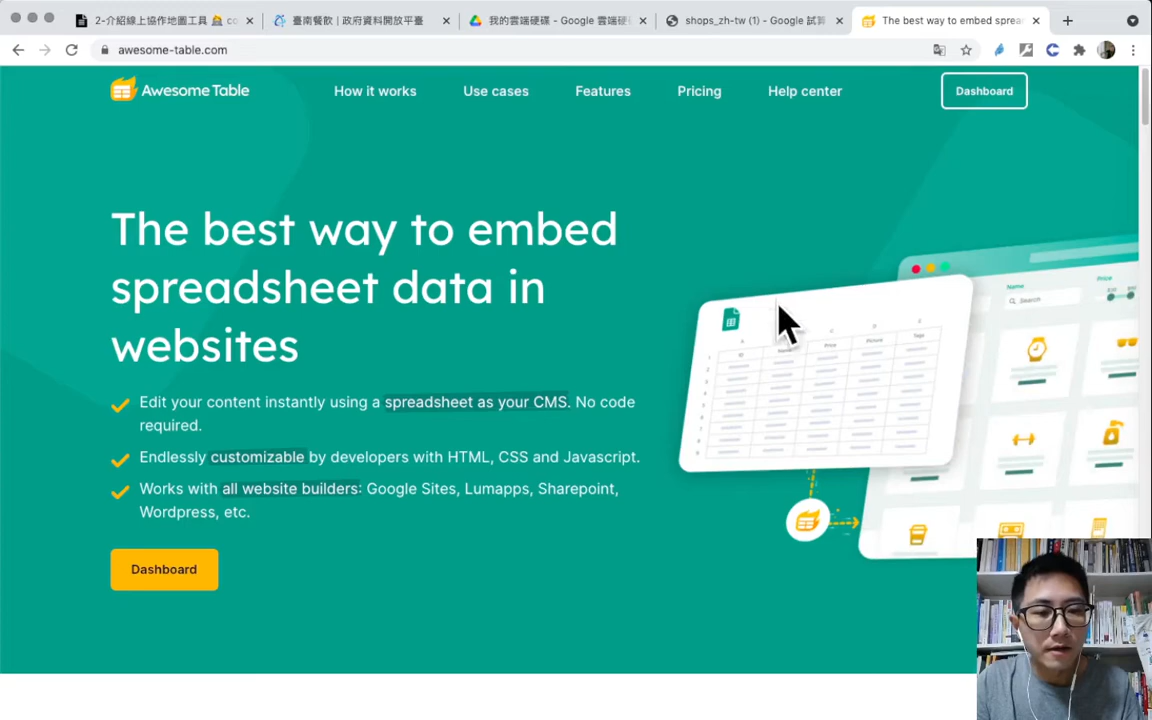 2-介紹線上協作地圖工具
臺南餐飲 | 政府資料開放平臺
我的雲端硬碟 - Google 雲端硬碟
shops_zh-tw (1) - Google 試算
The best way to embed sprea
awesome-table.com
Awesome Table
How it works
Use cases
Features
Pricing
Help center
Dashboard
The best way to embed
spreadsheet data in
websites
Edit your content instantly using a spreadsheet as your CMS. No code
required.
Endlessly customizable by developers with HTML, CSS and Javascript.
Works with all website builders: Google Sites, Lumapps, Sharepoint,
Wordpress, etc.
Dashboard
Name
Search
Price
Price
Picture
Tags